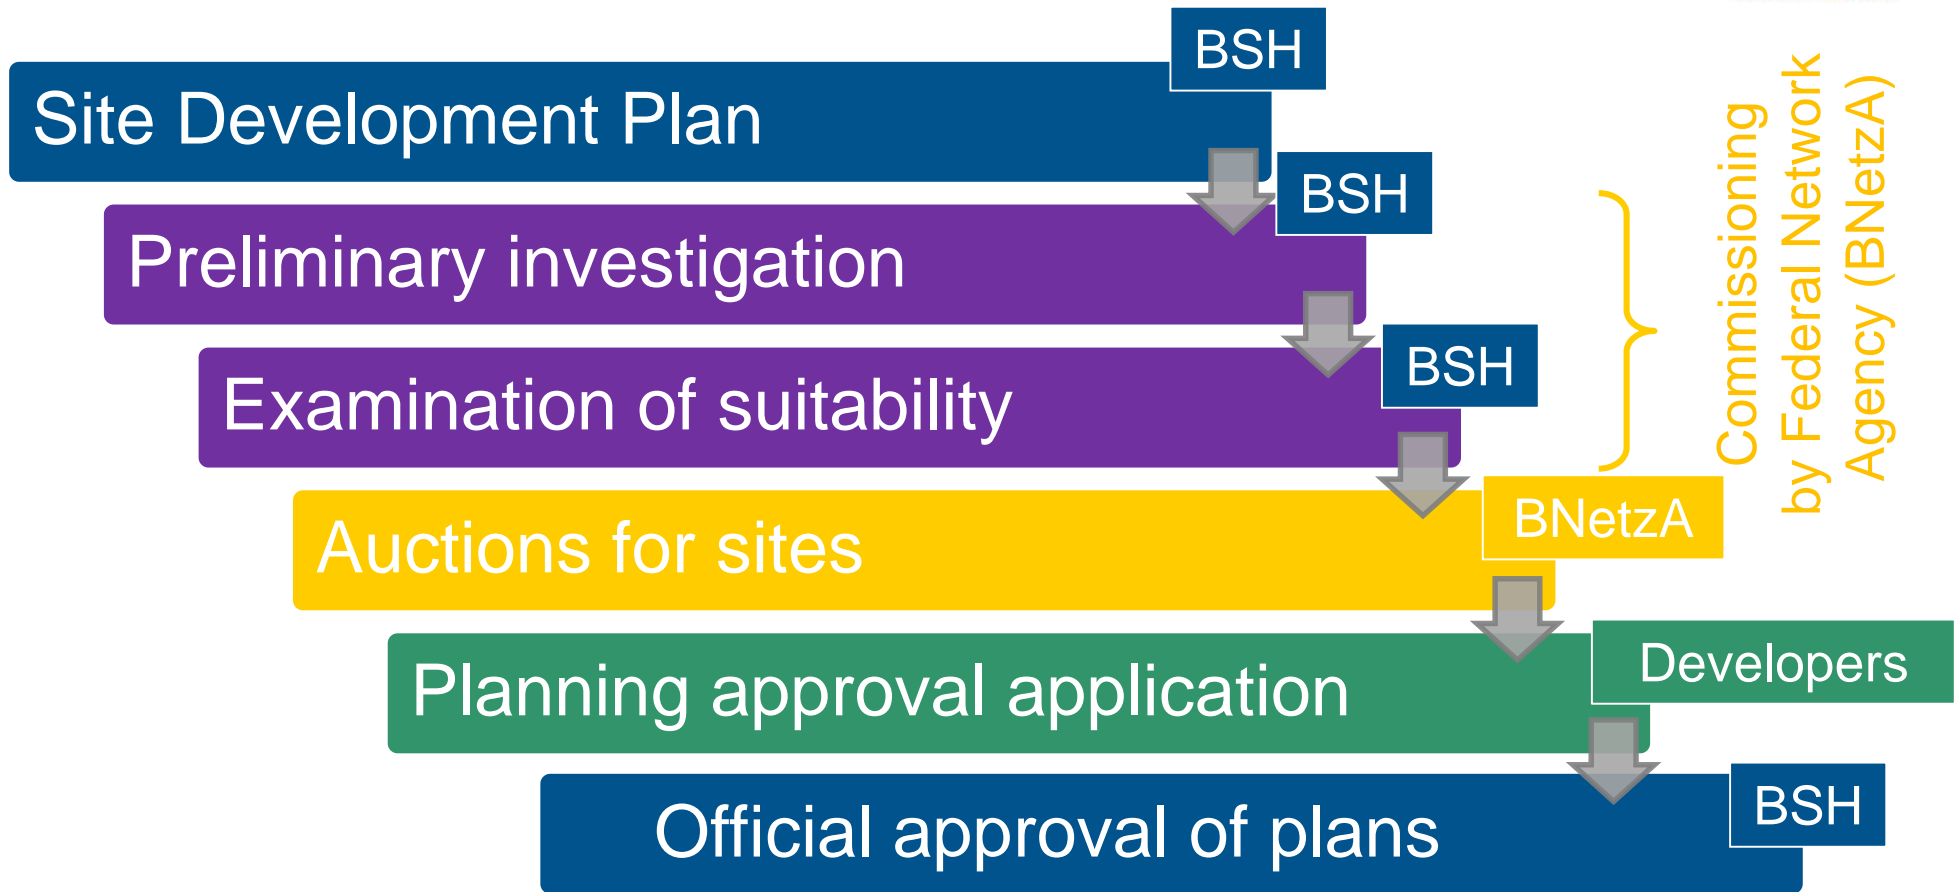 BSH
Site Development Plan
BSH
Preliminary investigation
BSH
Examination of suitability
Commissioning
by Federal Network
Agency (BNetzA)
BNetzA
Auctions for sites
Developers
Planning approval application
BSH
Official approval of plans